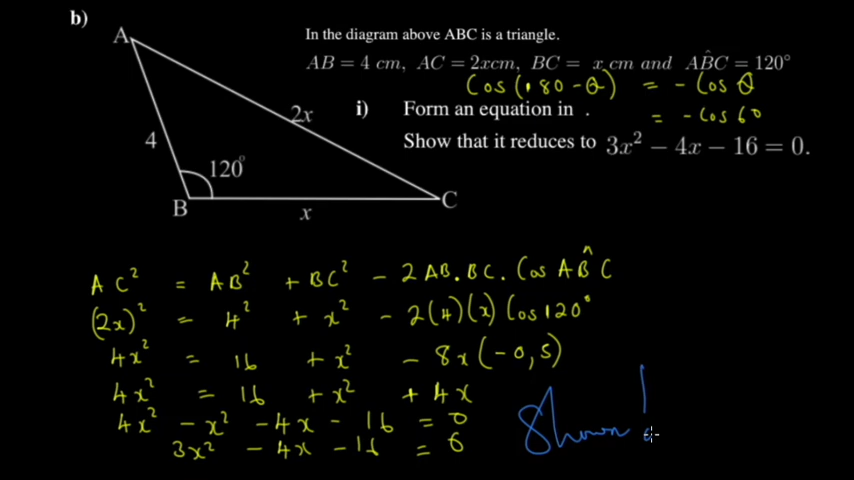 b)
In the diagram above ABC is a triangle.
AB = 4 cm, AC = 2xcm, BC = x cm and AB̂C = 120°
Cos(180 - θ) = - Cos θ
= - Cos 60
i) Form an equation in .
Show that it reduces to 3x² − 4x − 16 = 0.
A
2x
4
120°
B
x
C
AC² = AB² + BC² - 2 AB. BC. Cos AB̂C
(2x)² = 4² + x² - 2(4)(x) Cos 120°
4x² = 16 + x² - 8x(-0,5)
4x² = 16 + x² + 4x
4x² - x² - 4x - 16 = 0
3x² - 4x - 16 = 0
Shown !